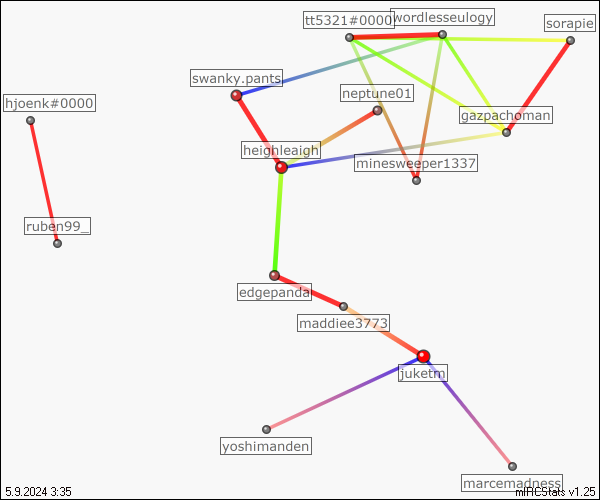 tt5321#0000
wordlesseulogy
sorapie
swanky.pants
neptune01
hjoenk#0000
gazpachoman
heighleaigh
minesweeper1337
ruben99_
edgepanda
maddiee3773
juketm
yoshimanden
marcemadness
5.9.2024 3:35
mIRCStats v1.25